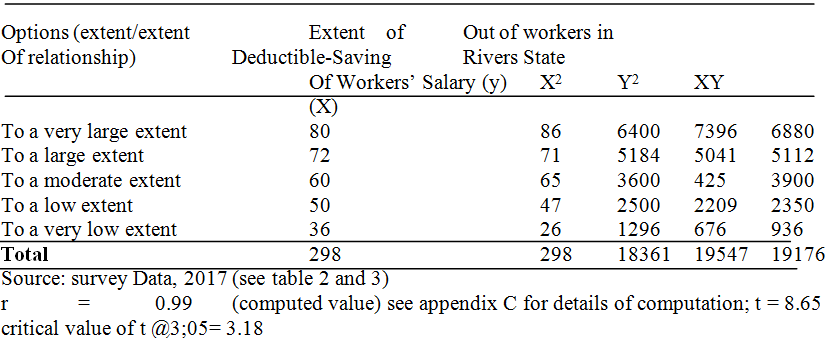 Options (extent/extent Extent of Out of workers in
Of relationship) Deductible-Saving Rivers State
Of Workers' Salary (y) X2 Y2 XY
(X)
To a very large extent 80 86 6400 7396 6880
To a large extent 72 71 5184 5041 5112
To a moderate extent 60 65 3600 425 3900
To a low extent 50 47 2500 2209 2350
To a very low extent 36 26 1296 676 936
Total 298 298 18361 19547 19176
Source: survey Data, 2017 (see table 2 and 3)
r = 0.99 (computed value) see appendix C for details of computation; t = 8.65
critical value of t @3;05= 3.18